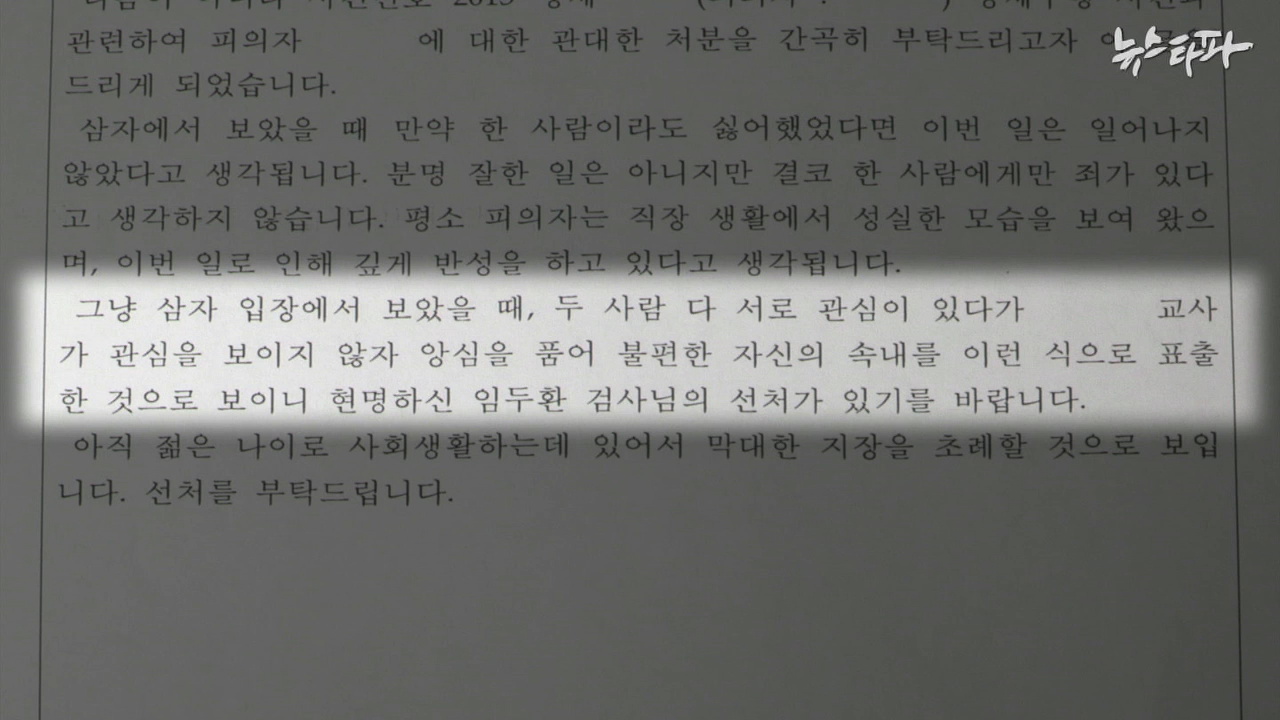 관련하여 피의자 에 대한 관대한 처분을 간곡히 부탁드리고자
뉴스타파
드리게 되었습니다.
삼자에서 보았을 때 만약 한 사람이라도 싫어했었다면 이번 일은 일어나지
않았다고 생각됩니다. 분명 잘한 일은 아니지만 결코 한 사람에게만 죄가 있다
고 생각하지 않습니다. 평소 피의자는 직장 생활에서 성실한 모습을 보여 왔으
며, 이번 일로 인해 깊게 반성을 하고 있다고 생각됩니다.
그냥 삼자 입장에서 보았을 때, 두 사람 다 서로 관심이 있다가 교사
가 관심을 보이지 않자 앙심을 품어 불편한 자신의 속내를 이런 식으로 표출
한 것으로 보이니 현명하신 임두환 검사님의 선처가 있기를 바랍니다.
아직 젊은 나이로 사회생활하는데 있어서 막대한 지장을 초례할 것으로 보입
니다. 선처를 부탁드립니다.